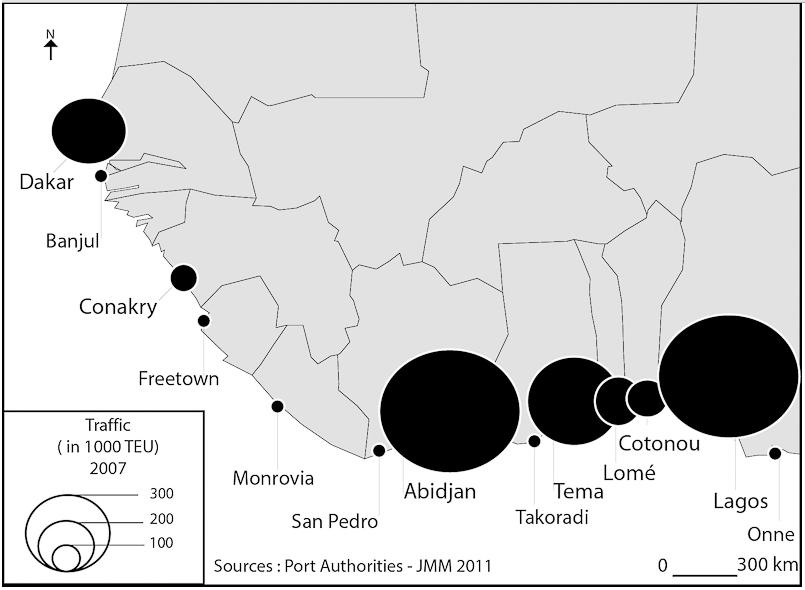 N
Dakar
Banjul
Conakry
Freetown
Monrovia
San Pedro
Abidjan
Takoradi
Tema
Lomé
Cotonou
Lagos
Onne
Traffic
( in 1000 TEU)
2007
300
200
100
Sources : Port Authorities - JMM 2011
0 300 km